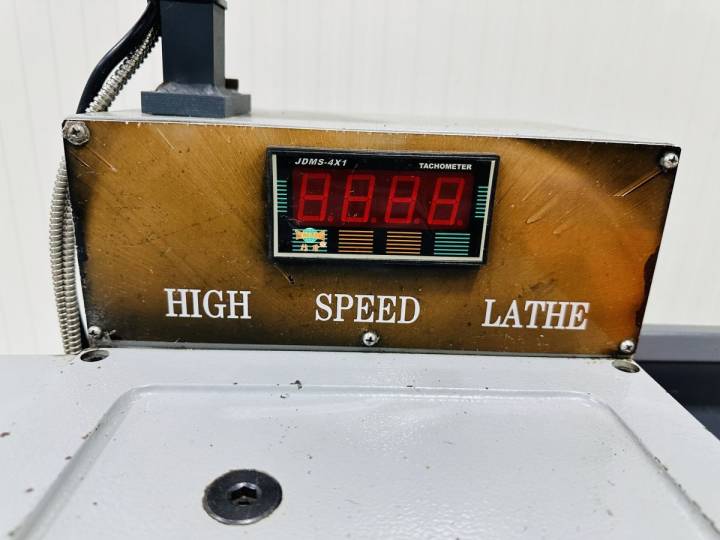 JDMS-4X1 TACHOMETER
8.8.8.8.
HIGH SPEED LATHE